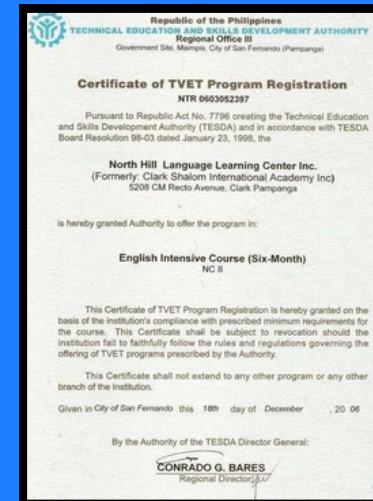 Republic of the Philippines
TECHNICAL EDUCATION AND SKILLS DEVELOPMENT AUTHORITY
Regional Office III
Government Site, Maimpis, City of San Fernando (Pampanga)
Certificate of TVET Program Registration
NTR 0603052397
Pursuant to Republic Act No. 7796 creating the Technical Education
and Skills Development Authority (TESDA) and in accordance with TESDA
Board Resolution 98-03 dated January 23, 1998, the
North Hill Language Learning Center Inc.
(Formerly: Clark Shalom International Academy Inc)
5208 CM Recto Avenue, Clark Pampanga
is hereby granted Authority to offer the program in:
English Intensive Course (Six-Month)
NC II
This Certificate of TVET Program Registration is hereby granted on the
basis of the institution's compliance with prescribed minimum requirements for
the course. This Certificate shall be subject to revocation should the
institution fail to faithfully follow the rules and regulations governing the
offering of TVET programs prescribed by the Authority.
This Certificate shall not extend to any other program or any other
branch of the Institution.
Given in City of San Fernando this 18th day of December , 20 06
By the Authority of the TESDA Director General:
CONRADO G. BARES
Regional Director